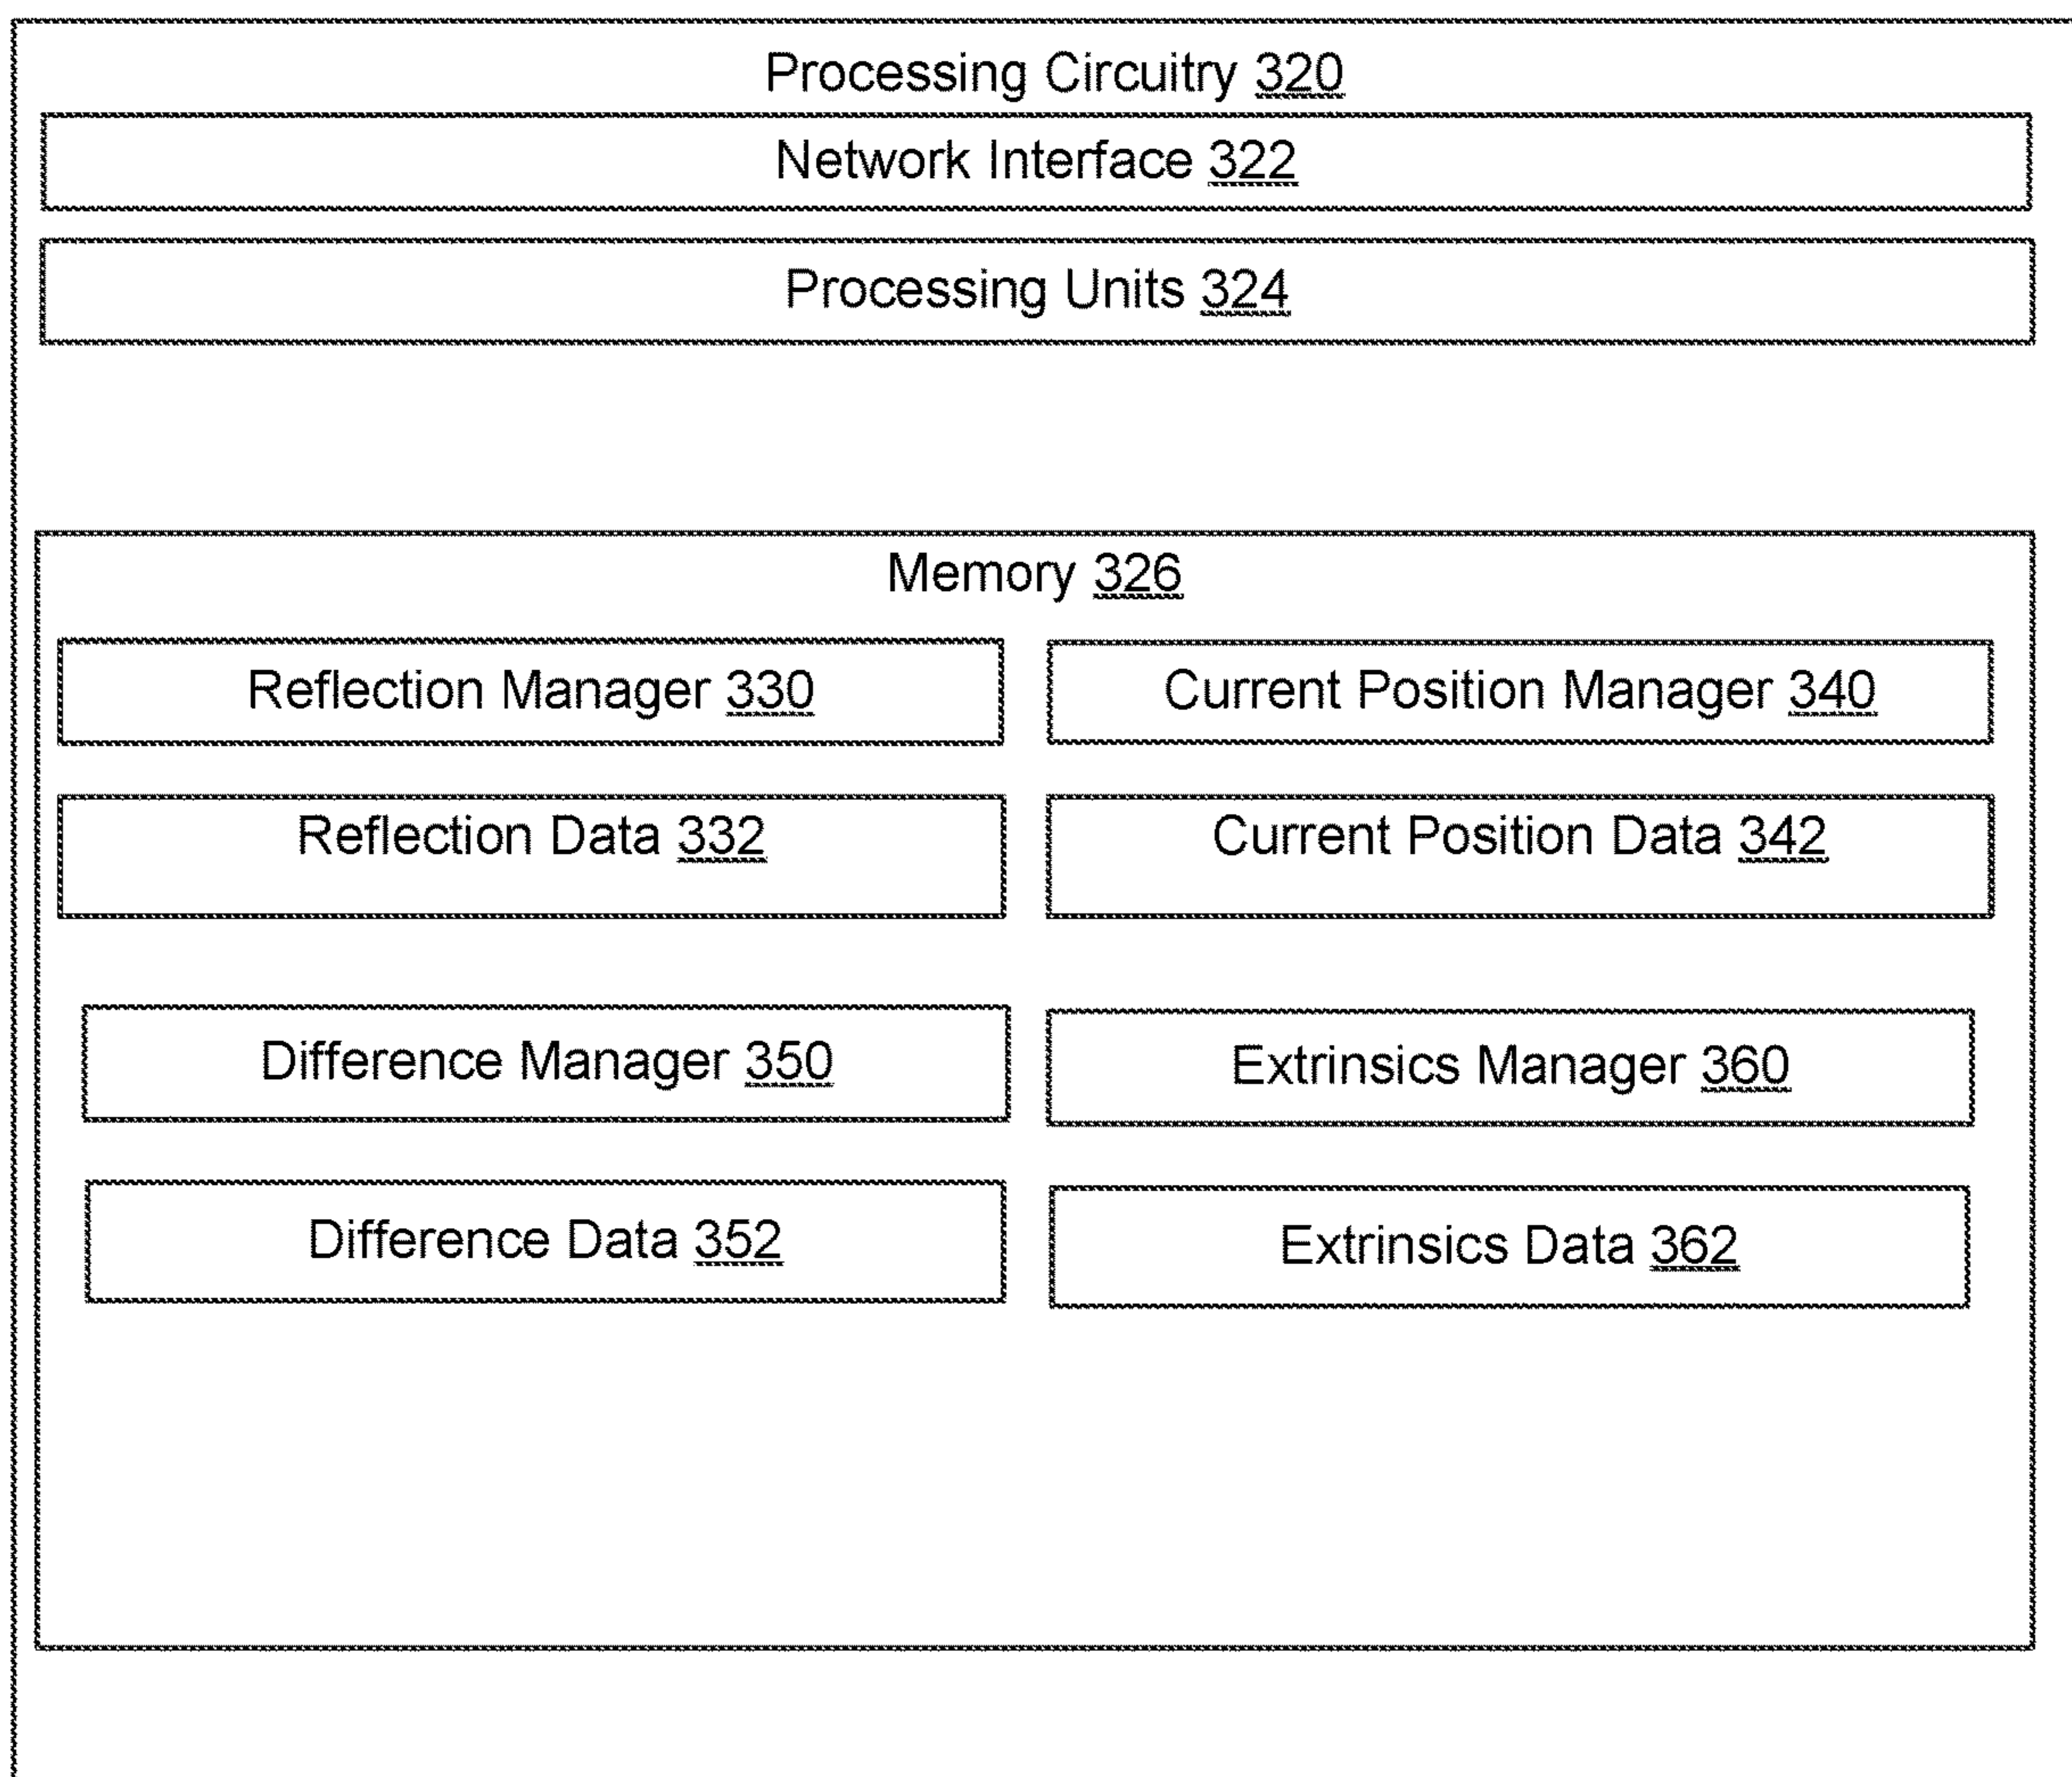 Processing Circuitry 320
Network Interface 322
Processing Units 324
Memory 326
Reflection Manager 330
Current Position Manager 340
Reflection Data 332
Current Position Data 342
Difference Manager 350
Extrinsics Manager 360
Difference Data 352
Extrinsics Data 362